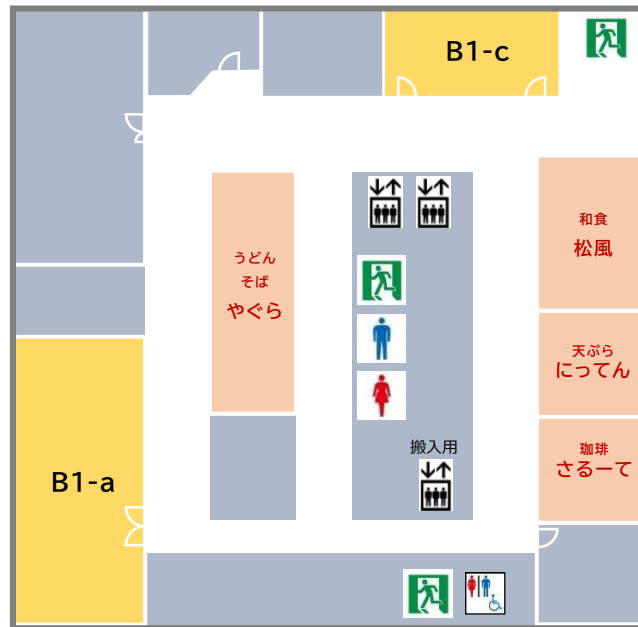 B1-c
和食
松風
うどん
そば
やぐら
天ぷら
にってん
搬入用
珈琲
さるーて
B1-a